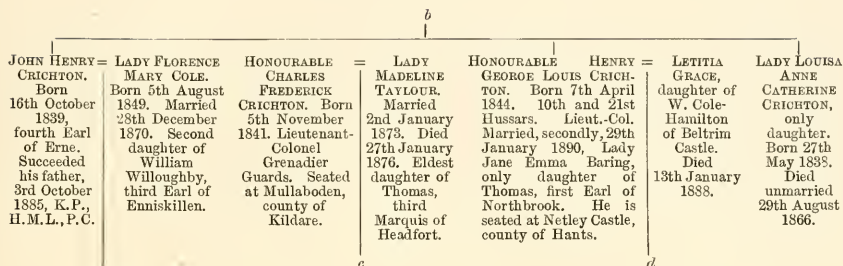 b
JOHN HENRY=
CRICHTON.
Born
16th October
1839,
fourth Earl
of Erne.
Succeeded
his father,
3rd October
1885, K.P.,
H.M.L., P.C.
LADY FLORENCE
MARY COLE.
Born 5th August
1849. Married
28th December
1870. Second
daughter of
William
Willoughby,
third Earl of
Enniskillen.
HONOURABLE =
CHARLES
FREDERICK
CRICHTON. Born
5th November
1841. Lieutenant-
Colonel
Grenadier
Guards. Seated
at Mullaboden,
county of
Kildare.
LADY
MADELINE
TAYLOUR.
Married
2nd January
1873. Died
27th January
1876. Eldest
daughter of
Thomas,
third
Marquis of
Headfort.
c
HONOURABLE HENRY =
GEORGE LOUIS CRICH-
TON. Born 7th April
1844. 10th and 21st
Hussars. Lieut.-Col.
Married, secondly, 29th
January 1890, Lady
Jane Emma Baring,
only daughter of
Thomas, first Earl of
Northbrook. He is
seated at Netley Castle,
county of Hants.
LETITIA
GRACE,
daughter of
W. Cole-
Hamilton
of Beltrim
Castle.
Died
13th January
1888.
d
LADY LOUISA
ANNE
CATHERINE
CRICHTON,
only
daughter.
Born 27th
May 1838.
Died
unmarried
29th August
1866.